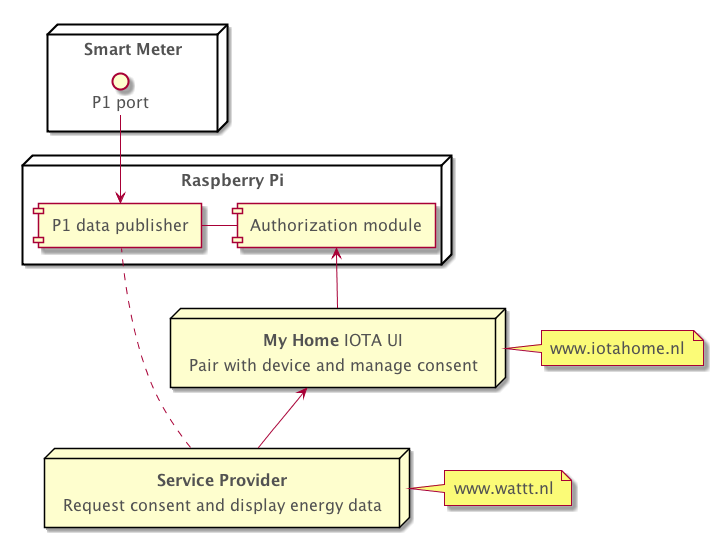 Smart Meter
P1 port
Raspberry Pi
P1 data publisher
Authorization module
My Home IOTA UI
Pair with device and manage consent
www.iotahome.nl
Service Provider
Request consent and display energy data
www.wattt.nl